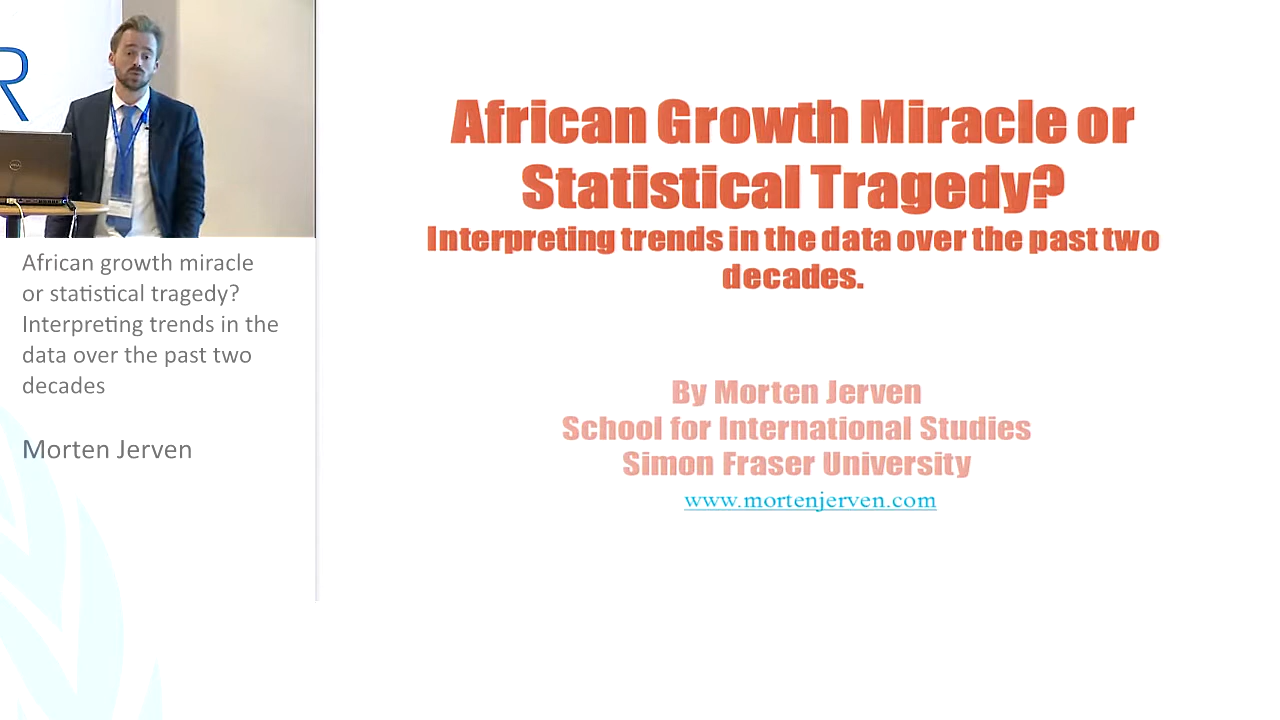 R
African growth miracle
or statistical tragedy?
Interpreting trends in the
data over the past two
decades
Morten Jerven
African Growth Miracle or
Statistical Tragedy?
Interpreting trends in the data over the past two
decades.
By Morten Jerven
School for International Studies
Simon Fraser University
www.mortenjerven.com